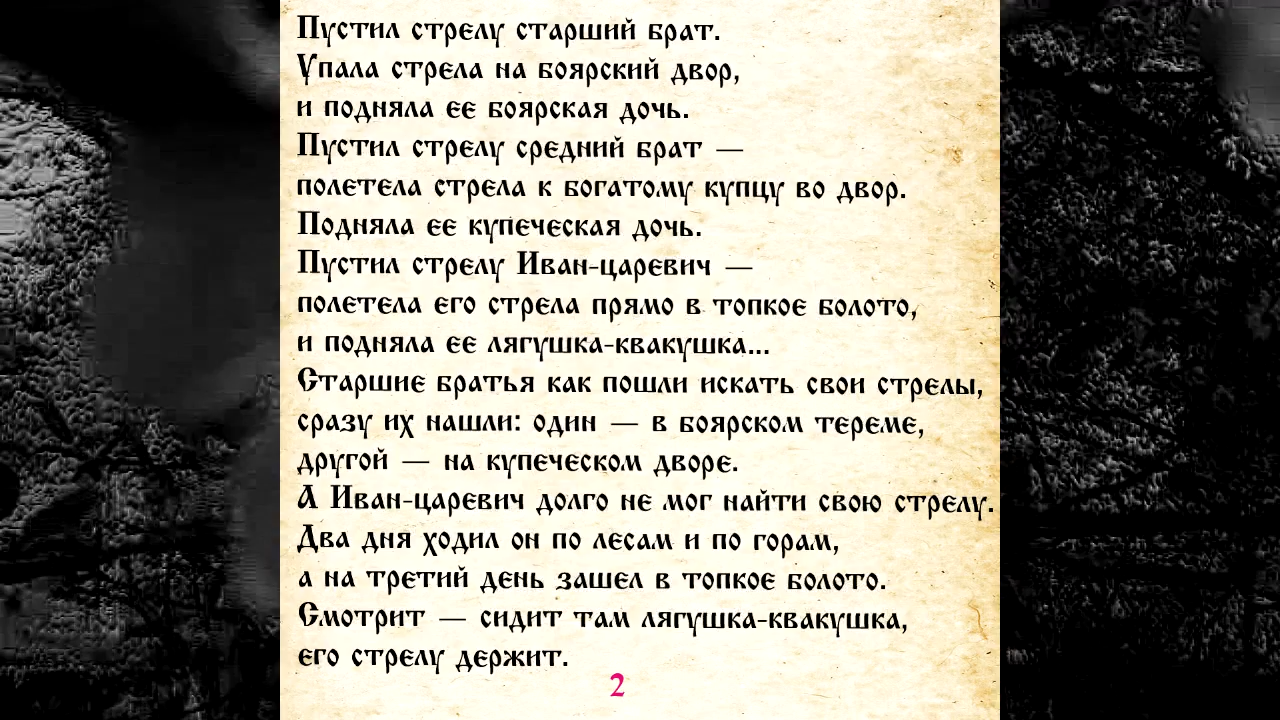 Пустил стрелу старший брат.
Упала стрела на боярский двор,
и подняла ее боярская дочь.
Пустил стрелу средний брат —
полетела стрела к богатому купцу во двор.
Подняла ее купеческая дочь.
Пустил стрелу Иван-царевич —
полетела его стрела прямо в топкое болото,
и подняла ее лягушка-квакушка...
Старшие братья как пошли искать свои стрелы,
сразу их нашли: один — в боярском тереме,
другой — на купеческом дворе.
А Иван-царевич долго не мог найти свою стрелу.
Два дня ходил он по лесам и по горам,
а на третий день зашел в топкое болото.
Смотрит — сидит там лягушка-квакушка,
его стрелу держит.
2